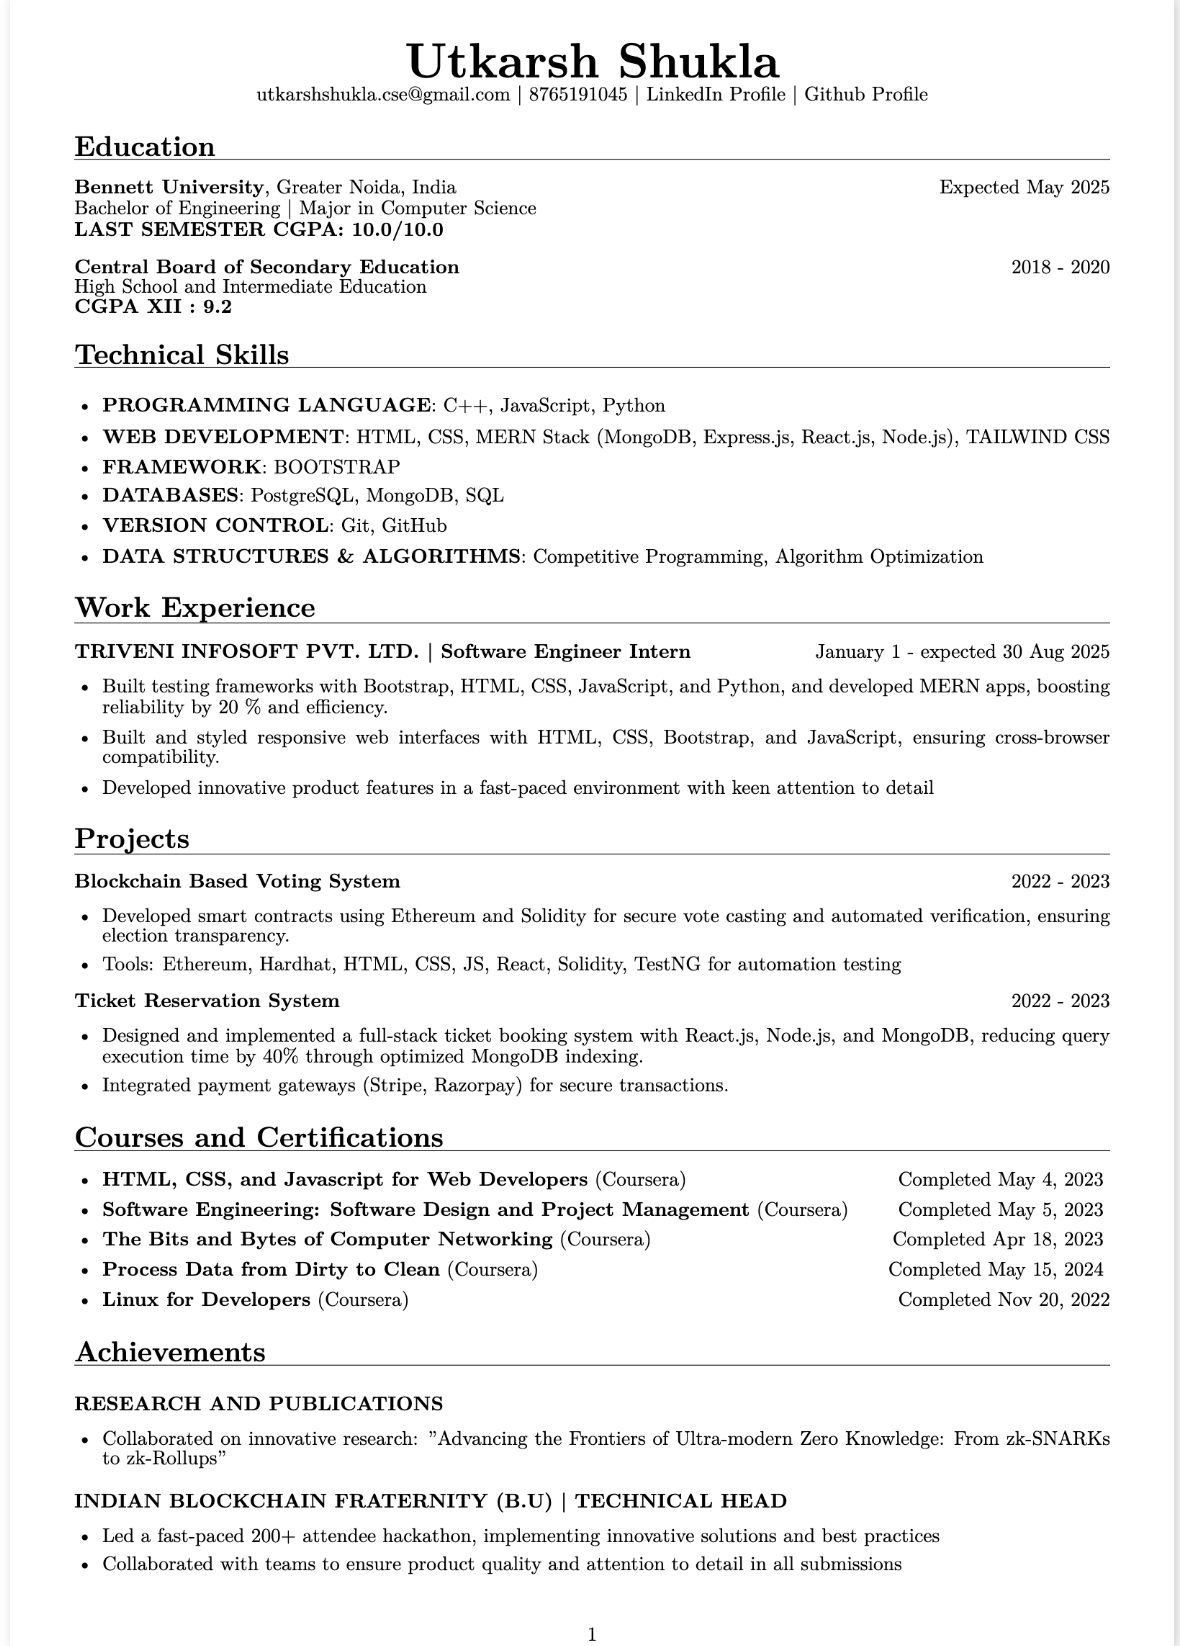 Utkarsh Shukla
utkarshshukla.cse@gmail.com | 8765191045 | LinkedIn Profile | Github Profile
Education
Bennett University, Greater Noida, India Expected May 2025
Bachelor of Engineering | Major in Computer Science
LAST SEMESTER CGPA: 10.0/10.0
Central Board of Secondary Education 2018 - 2020
High School and Intermediate Education
CGPA XII : 9.2
Technical Skills
• PROGRAMMING LANGUAGE: C++, JavaScript, Python
• WEB DEVELOPMENT: HTML, CSS, MERN Stack (MongoDB, Express.js, React.js, Node.js), TAILWIND CSS
• FRAMEWORK: BOOTSTRAP
• DATABASES: PostgreSQL, MongoDB, SQL
• VERSION CONTROL: Git, GitHub
• DATA STRUCTURES & ALGORITHMS: Competitive Programming, Algorithm Optimization
Work Experience
TRIVENI INFOSOFT PVT. LTD. | Software Engineer Intern January 1 - expected 30 Aug 2025
• Built testing frameworks with Bootstrap, HTML, CSS, JavaScript, and Python, and developed MERN apps, boosting
reliability by 20 % and efficiency.
• Built and styled responsive web interfaces with HTML, CSS, Bootstrap, and JavaScript, ensuring cross-browser
compatibility.
• Developed innovative product features in a fast-paced environment with keen attention to detail
Projects
Blockchain Based Voting System 2022 - 2023
• Developed smart contracts using Ethereum and Solidity for secure vote casting and automated verification, ensuring
election transparency.
• Tools: Ethereum, Hardhat, HTML, CSS, JS, React, Solidity, TestNG for automation testing
Ticket Reservation System 2022 - 2023
• Designed and implemented a full-stack ticket booking system with React.js, Node.js, and MongoDB, reducing query
execution time by 40% through optimized MongoDB indexing.
• Integrated payment gateways (Stripe, Razorpay) for secure transactions.
Courses and Certifications
• HTML, CSS, and Javascript for Web Developers (Coursera) Completed May 4, 2023
• Software Engineering: Software Design and Project Management (Coursera) Completed May 5, 2023
• The Bits and Bytes of Computer Networking (Coursera) Completed Apr 18, 2023
• Process Data from Dirty to Clean (Coursera) Completed May 15, 2024
• Linux for Developers (Coursera) Completed Nov 20, 2022
Achievements
RESEARCH AND PUBLICATIONS
• Collaborated on innovative research: ”Advancing the Frontiers of Ultra-modern Zero Knowledge: From zk-SNARKs
to zk-Rollups”
INDIAN BLOCKCHAIN FRATERNITY (B.U) | TECHNICAL HEAD
• Led a fast-paced 200+ attendee hackathon, implementing innovative solutions and best practices
• Collaborated with teams to ensure product quality and attention to detail in all submissions
1